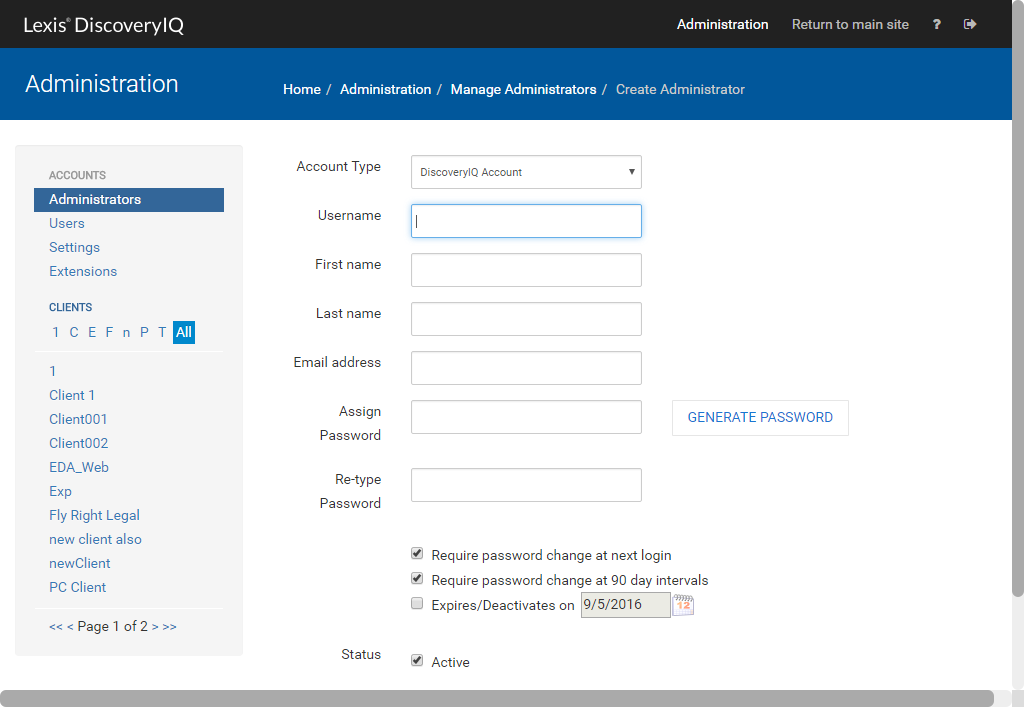 Lexis® DiscoveryIQ
Administration Return to main site ?
Administration
Home / Administration / Manage Administrators / Create Administrator
ACCOUNTS
Administrators
Users
Settings
Extensions
CLIENTS
1 C E F n P T All
1
Client 1
Client001
Client002
EDA_Web
Exp
Fly Right Legal
new client also
newClient
PC Client
<< < Page 1 of 2 > >>
Account Type DiscoveryIQ Account
Username
First name
Last name
Email address
Assign
Password
GENERATE PASSWORD
Re-type
Password
Require password change at next login
Require password change at 90 day intervals
Expires/Deactivates on 9/5/2016 12
Status Active